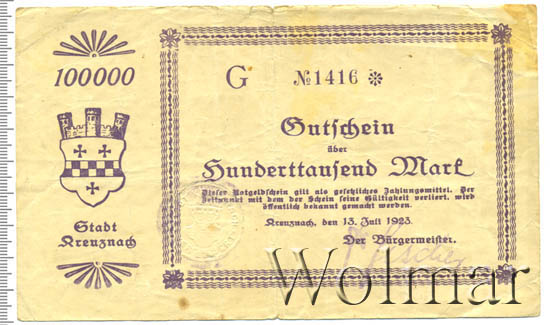 100000
Stadt
Kreuznach
G №1416 ✻
Gutschein
über
Hunderttausend Mark
Dieser Notgeldschein gilt als gesetzliches Zahlungsmittel. Der
Zeitpunkt mit dem der Schein seine Gültigkeit verliert, wird
öffentlich bekannt gemacht werden.
Kreuznach, den 13. Juli 1923.
Der Bürgermeister.
Wolmar